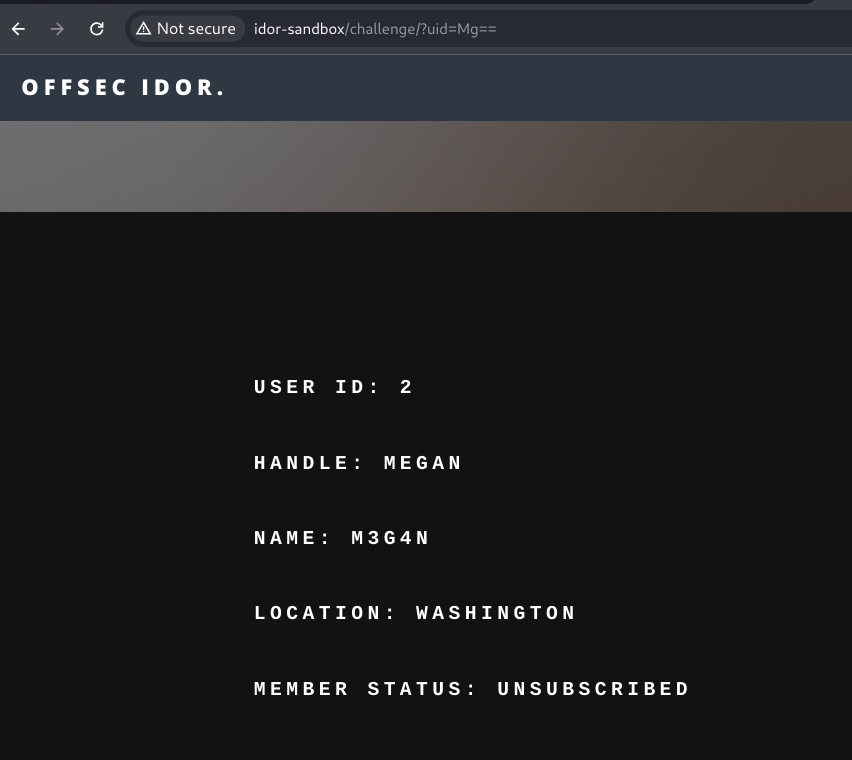 Not secure idor-sandbox/challenge/?uid=Mg==
OFFSEC IDOR.
USER ID: 2
HANDLE: MEGAN
NAME: M3G4N
LOCATION: WASHINGTON
MEMBER STATUS: UNSUBSCRIBED